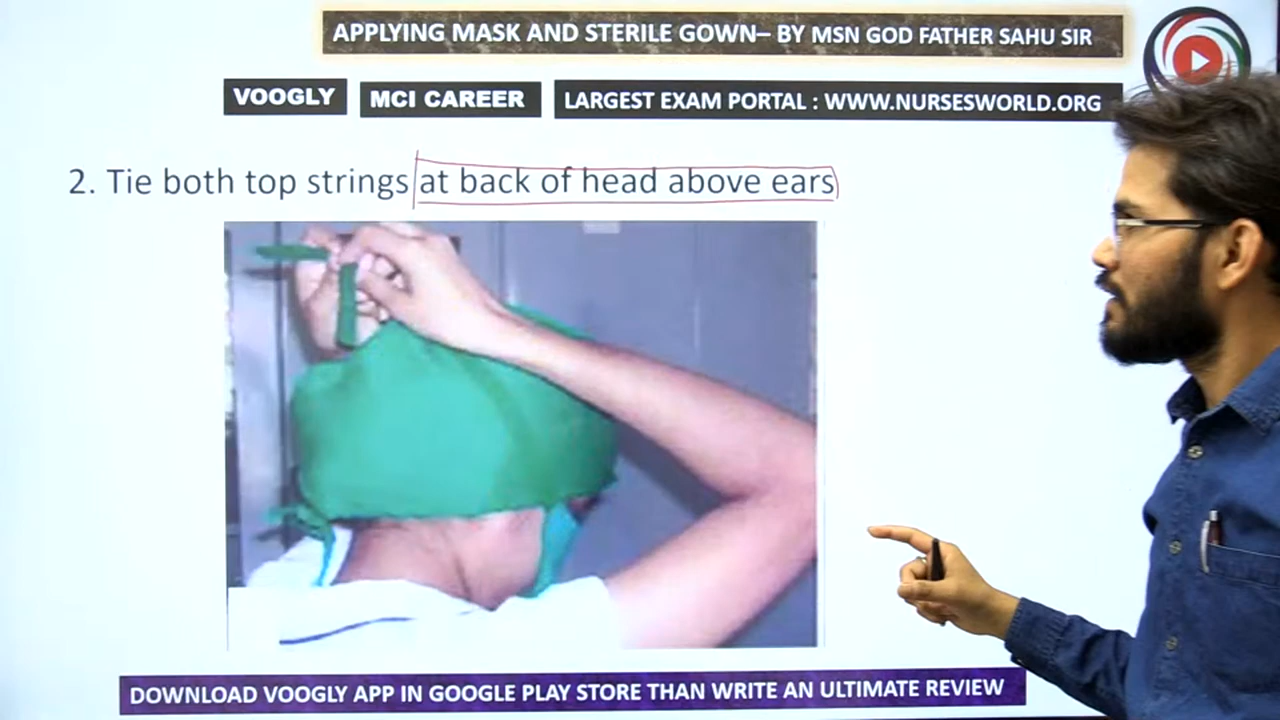 APPLYING MASK AND STERILE GOWN– BY MSN GOD FATHER SAHU SIR
VOOGLY
MCI CAREER
LARGEST EXAM PORTAL : WWW.NURSESWORLD.ORG
2. Tie both top strings at back of head above ears
DOWNLOAD VOOGLY APP IN GOOGLE PLAY STORE THAN WRITE AN ULTIMATE REVIEW